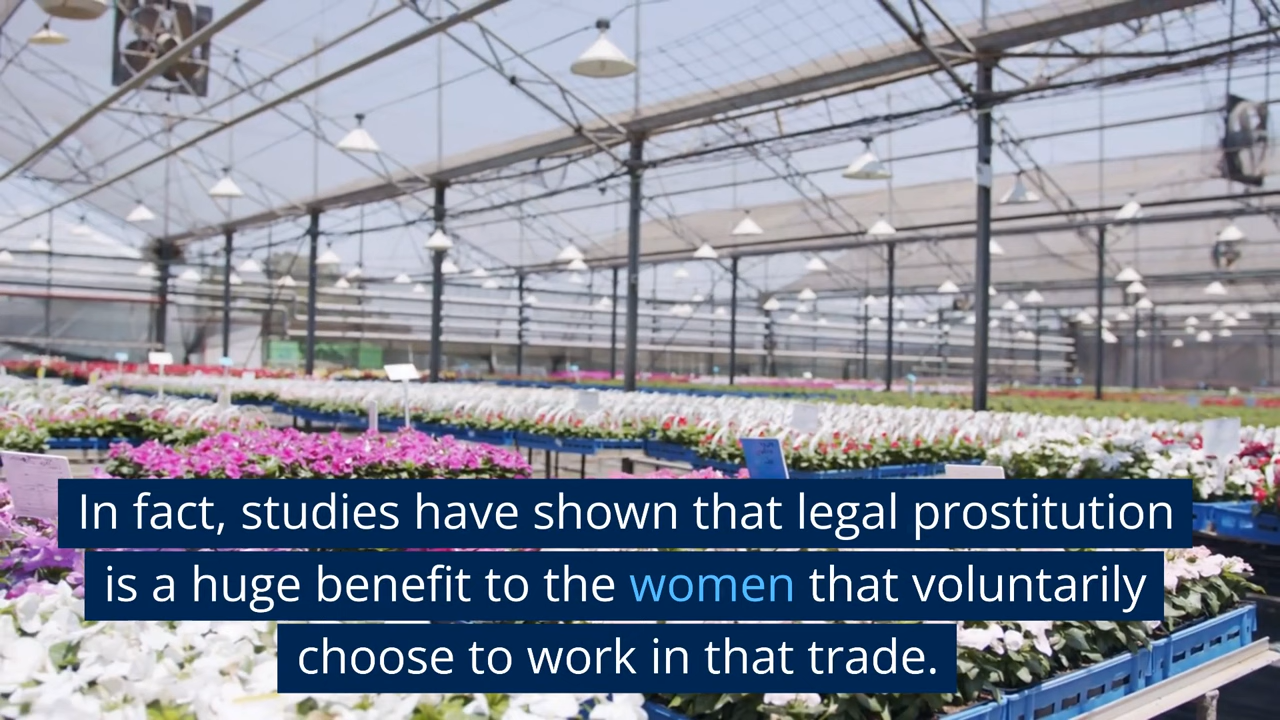 In fact, studies have shown that legal prostitution
is a huge benefit to the women that voluntarily
choose to work in that trade.